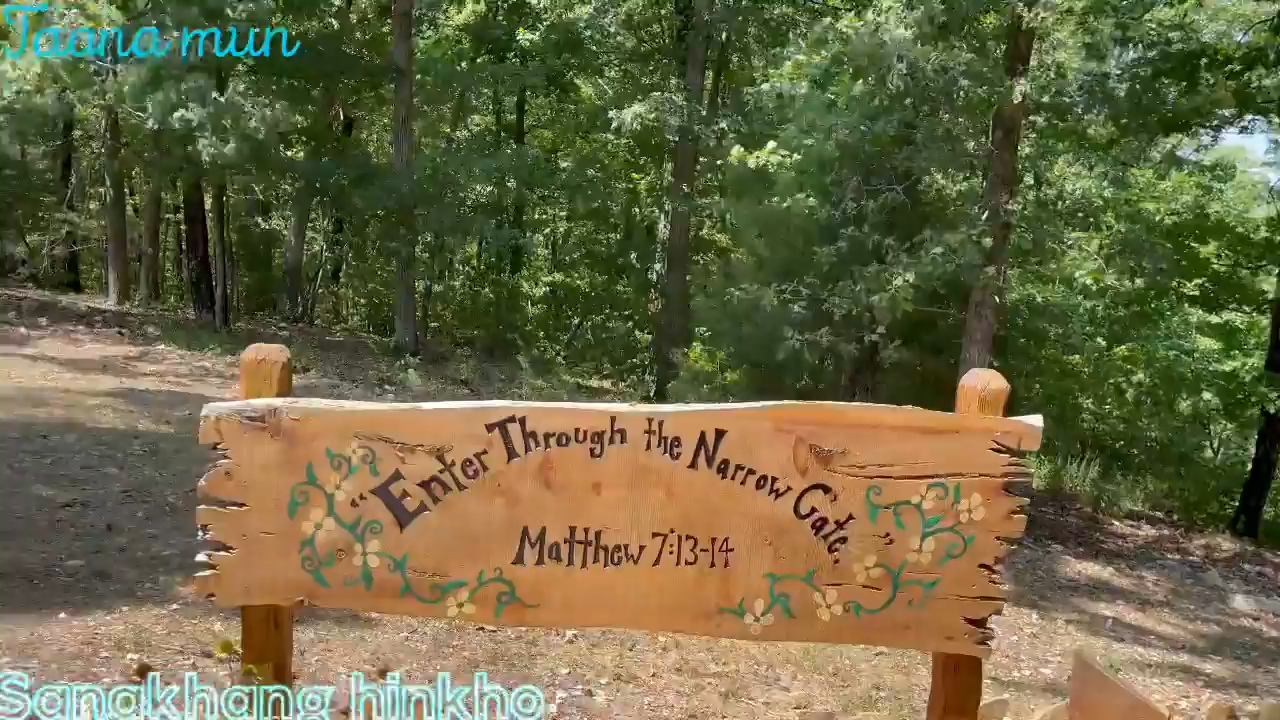 Taana mun
“Enter Through the Narrow Gate.”
Matthew 7:13-14
Sanakhang hinkho